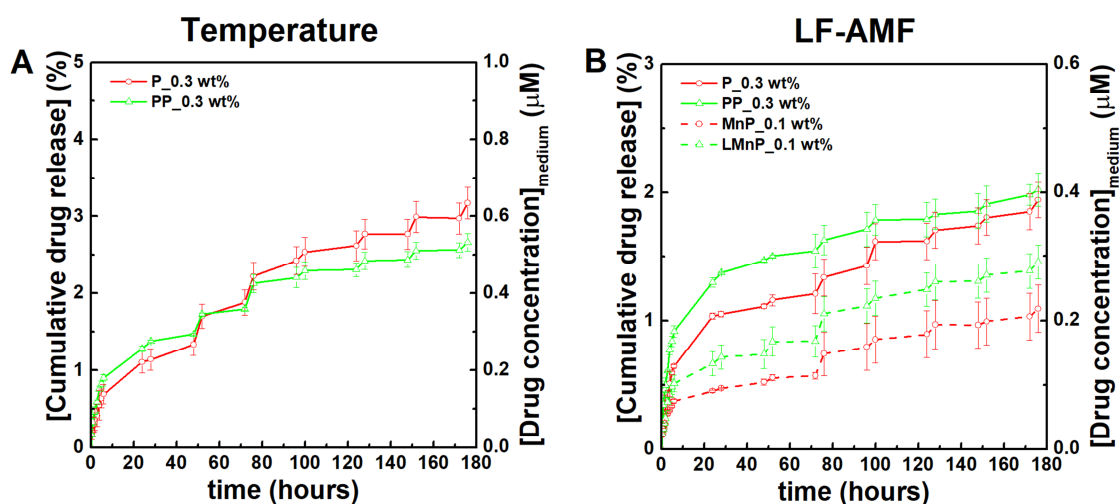 Temperature
A
[Cumulative drug release] (%)
5
4
3
2
1
0
P_0.3 wt%
PP_0.3 wt%
1.0
0.8
0.6
0.4
0.2
0.0
[Drug concentration]medium (μM)
0 20 40 60 80 100 120 140 160 180
time (hours)
LF-AMF
B
[Cumulative drug release] (%)
3
2
1
0
P_0.3 wt%
PP_0.3 wt%
MnP_0.1 wt%
LMnP_0.1 wt%
0.6
0.4
0.2
0.0
[Drug concentration]medium (μM)
0 20 40 60 80 100 120 140 160 180
time (hours)